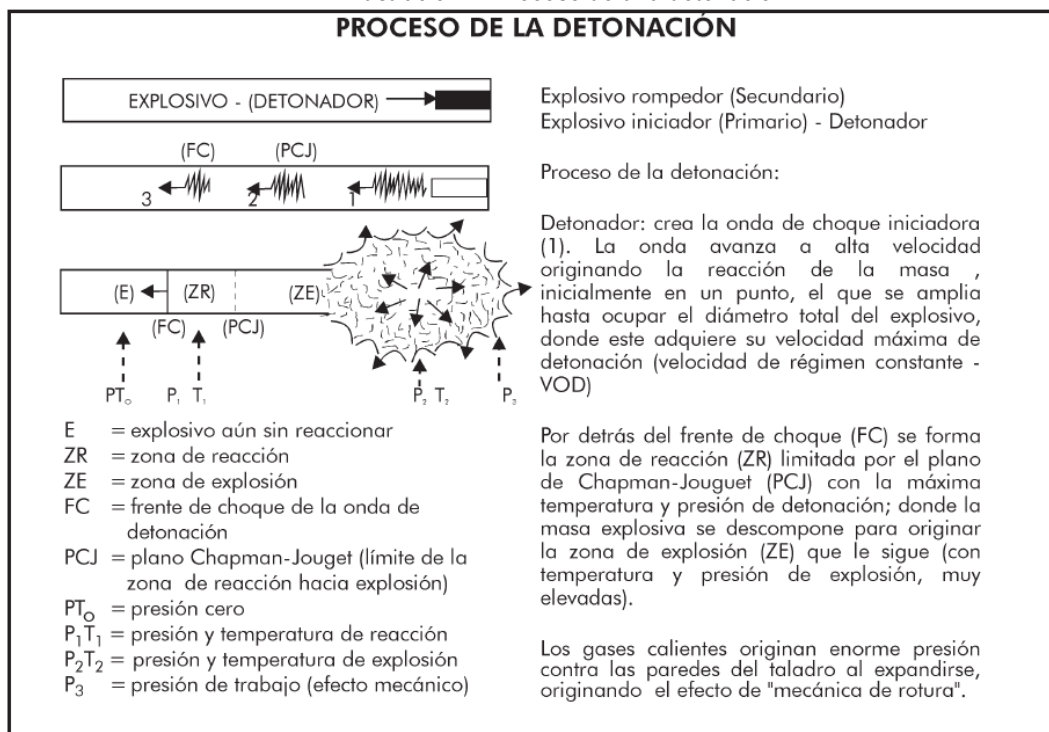 PROCESO DE LA DETONACIÓN
EXPLOSIVO - (DETONADOR)
(FC) (PCJ)
3 2 1
(E) (ZR) (ZE)
(FC) (PCJ)
PTₒ P₁ T₁ P₂ T₂ P₃
E = explosivo aún sin reaccionar
ZR = zona de reacción
ZE = zona de explosión
FC = frente de choque de la onda de
detonación
PCJ = plano Chapman-Jouget (límite de la
zona de reacción hacia explosión)
PTₒ = presión cero
P₁T₁ = presión y temperatura de reacción
P₂T₂ = presión y temperatura de explosión
P₃ = presión de trabajo (efecto mecánico)
Explosivo rompedor (Secundario)
Explosivo iniciador (Primario) - Detonador
Proceso de la detonación:
Detonador: crea la onda de choque iniciadora
(1). La onda avanza a alta velocidad
originando la reacción de la masa ,
inicialmente en un punto, el que se amplia
hasta ocupar el diámetro total del explosivo,
donde este adquiere su velocidad máxima de
detonación (velocidad de régimen constante -
VOD)
Por detrás del frente de choque (FC) se forma
la zona de reacción (ZR) limitada por el plano
de Chapman-Jouguet (PCJ) con la máxima
temperatura y presión de detonación; donde la
masa explosiva se descompone para originar
la zona de explosión (ZE) que le sigue (con
temperatura y presión de explosión, muy
elevadas).
Los gases calientes originan enorme presión
contra las paredes del taladro al expandirse,
originando el efecto de "mecánica de rotura".